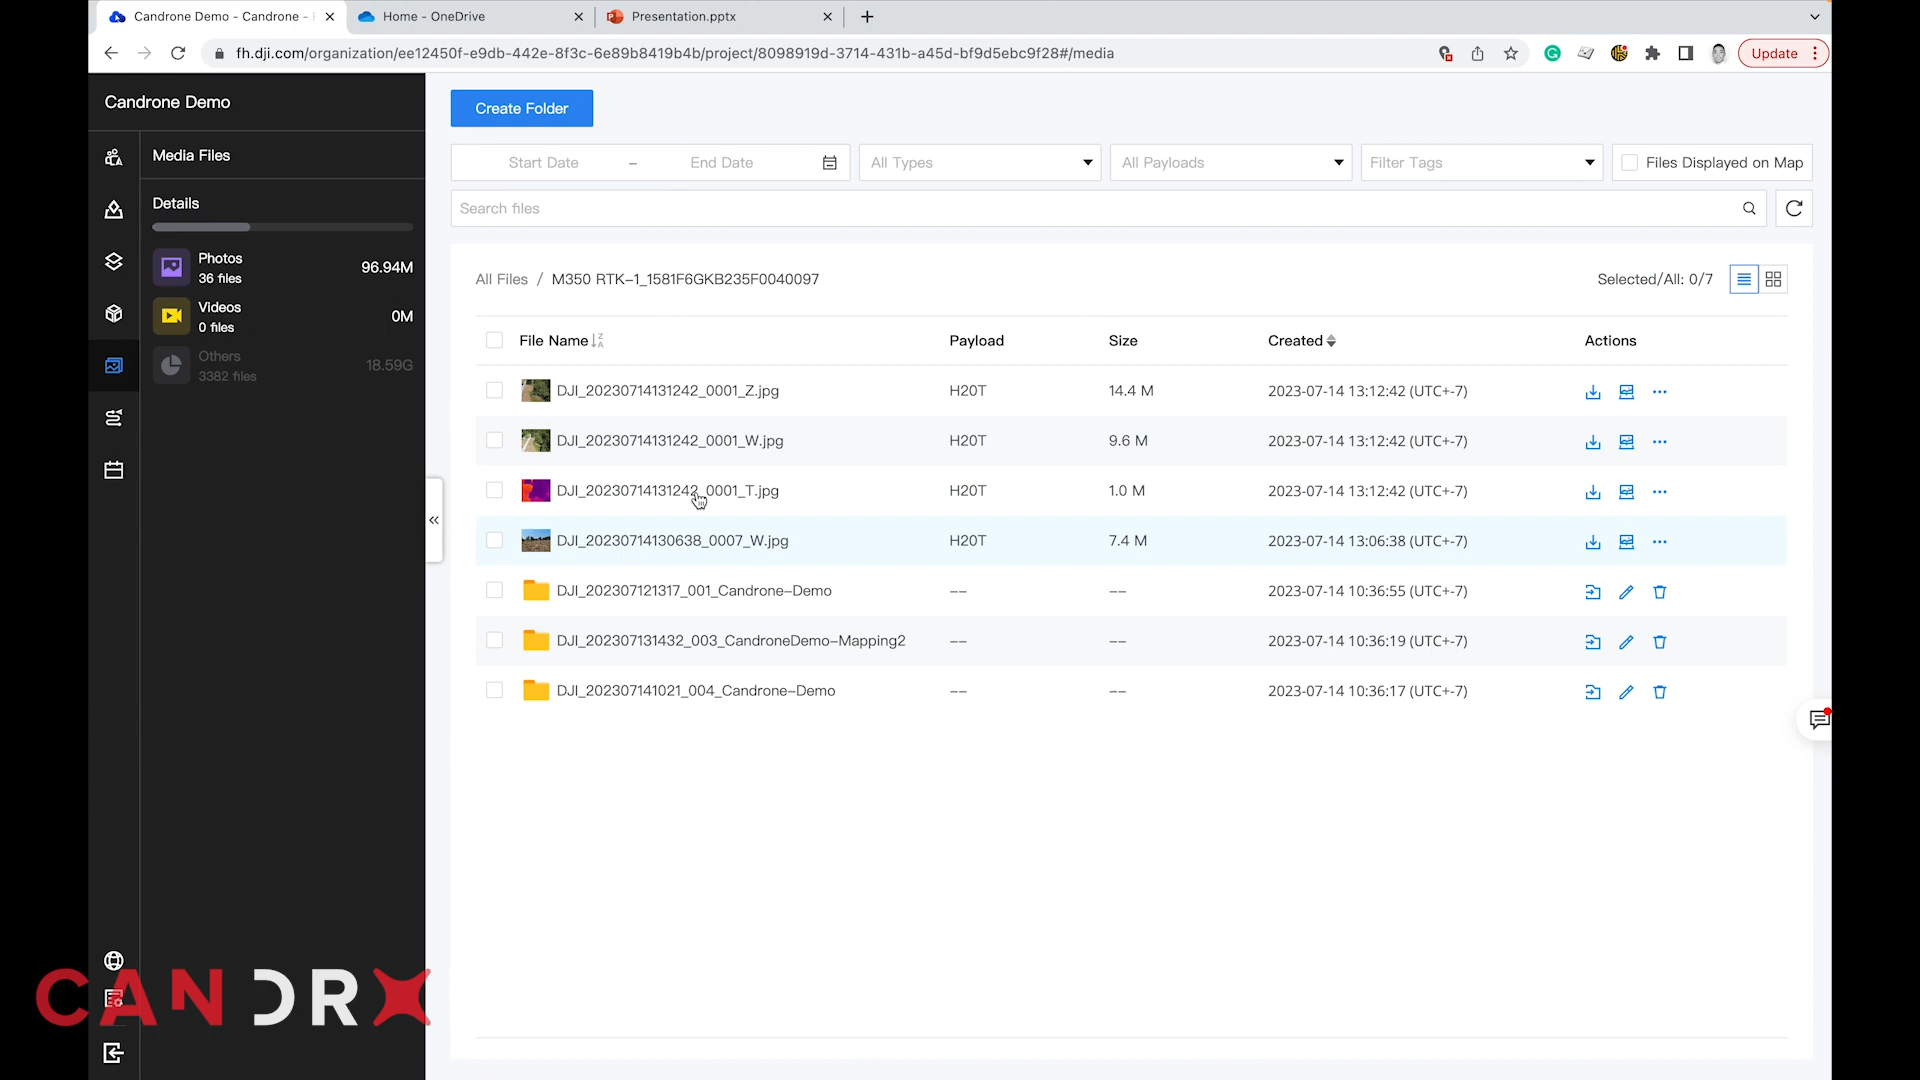 Candrone Demo - Candrone - F
Home - OneDrive
Presentation.pptx
fh.dji.com/organization/ee12450f-e9db-442e-8f3c-6e89b8419b4b/project/8098919d-3714-431b-a45d-bf9d5ebc9f28#/media
Update
Candrone Demo
Media Files
Details
Photos
36 files
96.94M
Videos
0 files
0M
Others
3382 files
18.59G
Create Folder
Start Date – End Date
All Types
All Payloads
Filter Tags
Files Displayed on Map
Search files
All Files / M350 RTK-1_1581F6GKB235F0040097
Selected/All: 0/7
File Name Payload Size Created Actions
DJI_20230714131242_0001_Z.jpg H20T 14.4 M 2023-07-14 13:12:42 (UTC+-7)
DJI_20230714131242_0001_W.jpg H20T 9.6 M 2023-07-14 13:12:42 (UTC+-7)
DJI_20230714131242_0001_T.jpg H20T 1.0 M 2023-07-14 13:12:42 (UTC+-7)
DJI_20230714130638_0007_W.jpg H20T 7.4 M 2023-07-14 13:06:38 (UTC+-7)
DJI_202307121317_001_Candrone-Demo -- -- 2023-07-14 10:36:55 (UTC+-7)
DJI_202307131432_003_CandroneDemo-Mapping2 -- -- 2023-07-14 10:36:19 (UTC+-7)
DJI_202307141021_004_Candrone-Demo -- -- 2023-07-14 10:36:17 (UTC+-7)
CANDRX